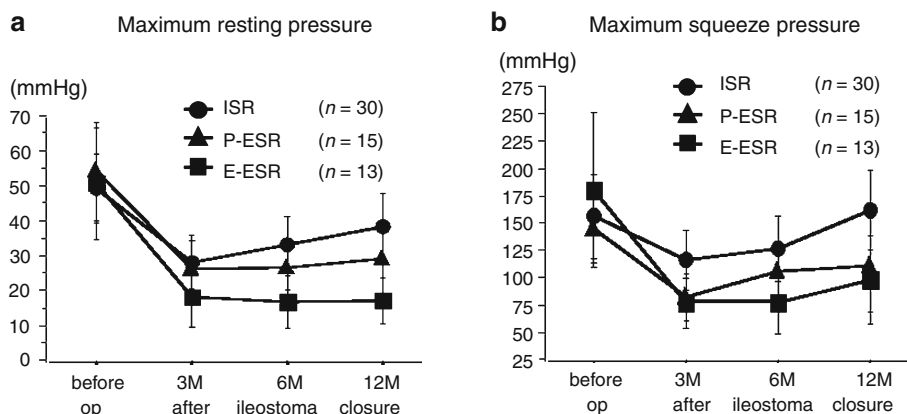 a Maximum resting pressure
(mmHg)
ISR (n = 30)
P-ESR (n = 15)
E-ESR (n = 13)
70
60
50
40
30
20
10
0
before 3M 6M 12M
op after ileostoma closure
b Maximum squeeze pressure
(mmHg)
ISR (n = 30)
P-ESR (n = 15)
E-ESR (n = 13)
275
250
225
200
175
150
125
100
75
50
25
before 3M 6M 12M
op after ileostoma closure